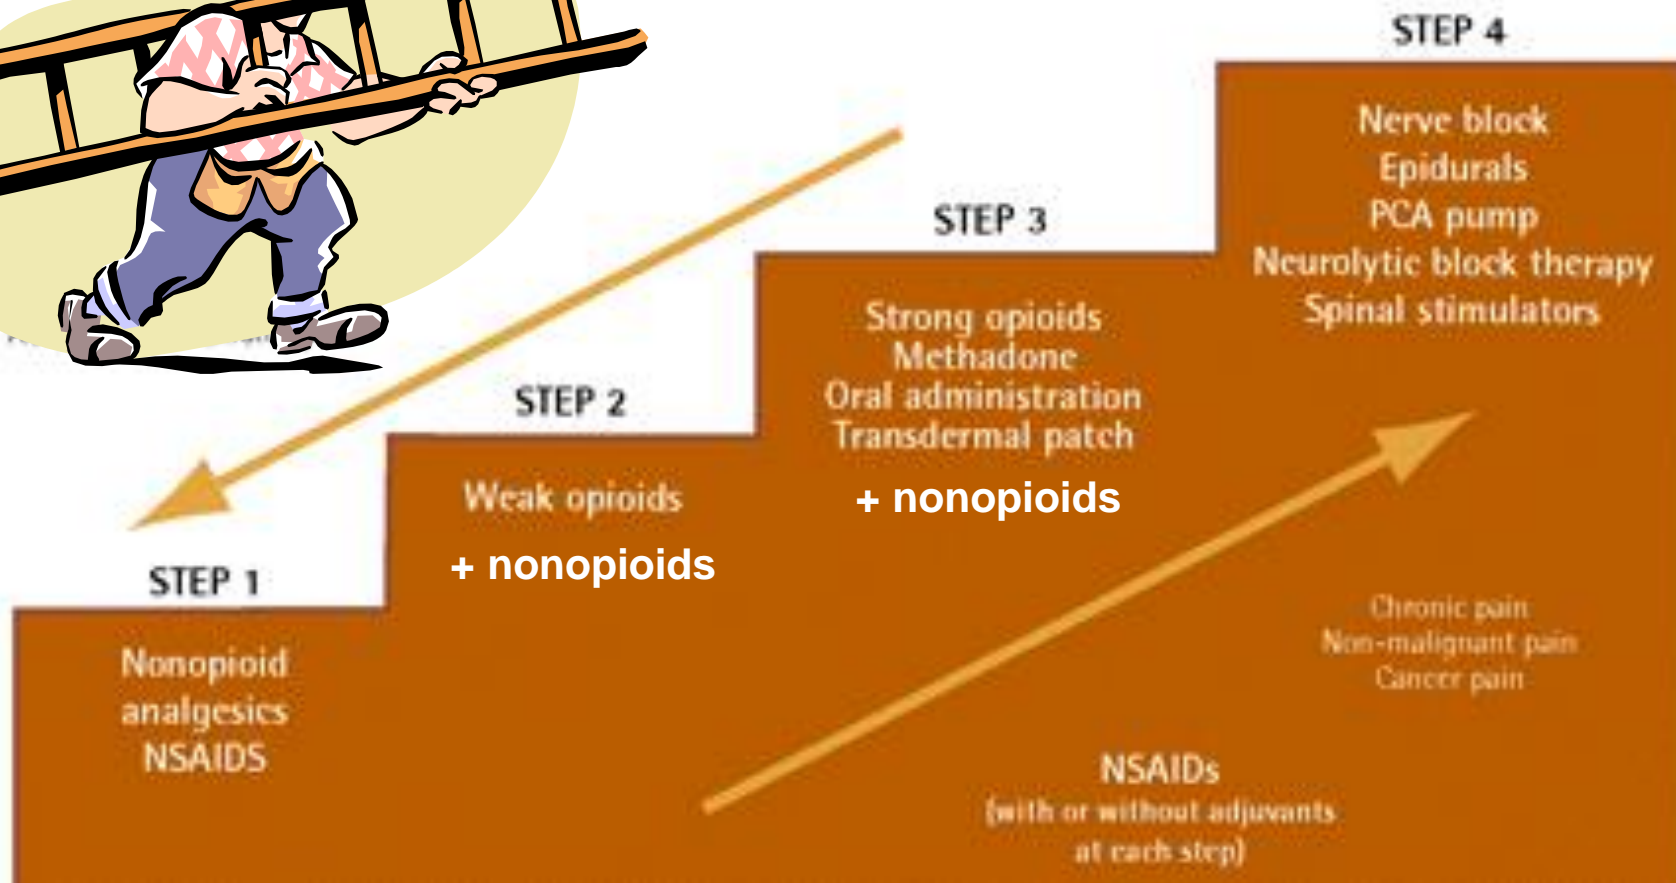 STEP 4
Nerve block
Epidurals
PCA pump
Neurolytic block therapy
Spinal stimulators
STEP 3
Strong opioids
Methadone
Oral administration
Transdermal patch
+ nonopioids
STEP 2
Weak opioids
+ nonopioids
STEP 1
Nonopioid
analgesics
NSAIDS
Chronic pain
Non-malignant pain
Cancer pain
NSAIDs
(with or without adjuvants
at each step)